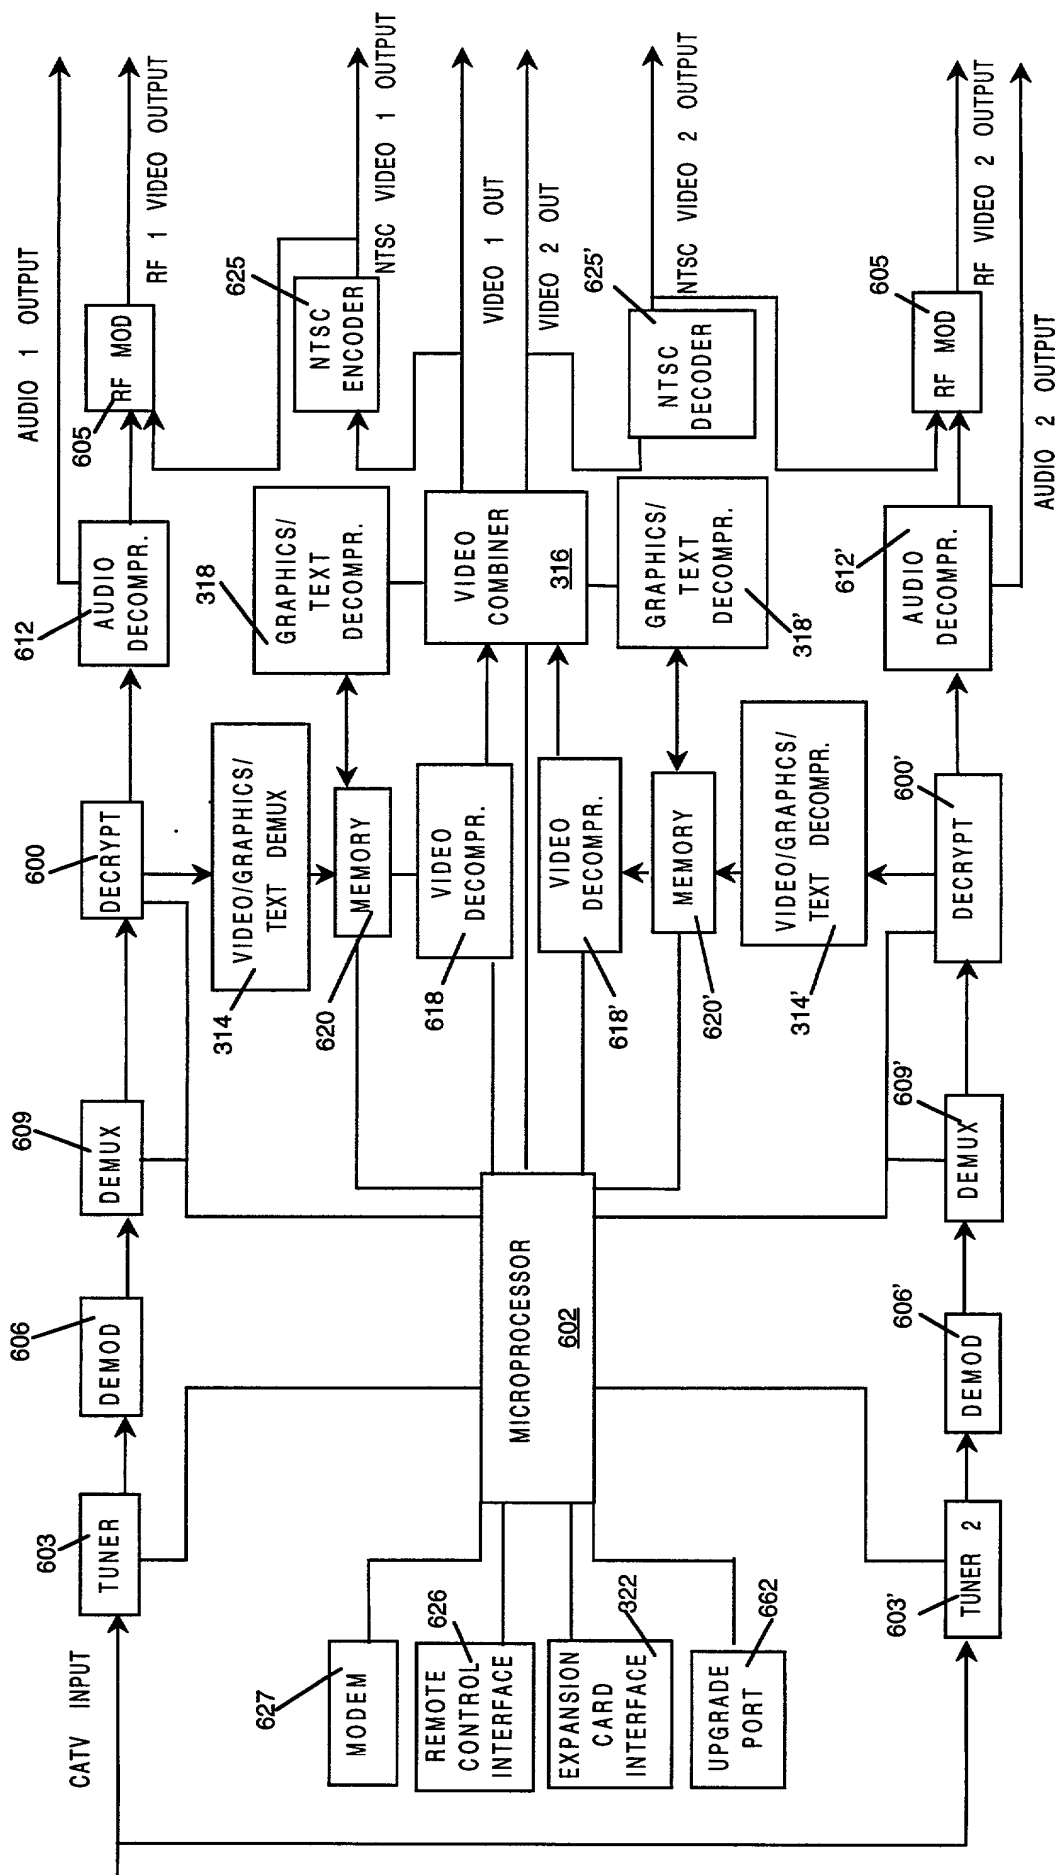 CATV INPUT
603
TUNER
606
DEMOD
609
DEMUX
600
DECRYPT
612
AUDIO
DECOMPR.
605
RF MOD
AUDIO 1 OUTPUT
RF 1 VIDEO OUTPUT
314
VIDEO/GRAPHICS/
TEXT DEMUX
318
GRAPHICS/
TEXT
DECOMPR.
625
NTSC
ENCODER
NTSC VIDEO 1 OUTPUT
627
MODEM
620
MEMORY
626
REMOTE
CONTROL
INTERFACE
618
VIDEO
DECOMPR.
VIDEO
COMBINER
316
VIDEO 1 OUT
VIDEO 2 OUT
MICROPROCESSOR
602
322
EXPANSION
CARD
INTERFACE
618'
VIDEO
DECOMPR.
662
UPGRADE
PORT
620'
MEMORY
318'
GRAPHICS/
TEXT
DECOMPR.
625'
NTSC
DECODER
NTSC VIDEO 2 OUTPUT
314'
VIDEO/GRAPHCS/
TEXT DECOMPR.
603'
TUNER 2
606'
DEMOD
609'
DEMUX
600'
DECRYPT
612'
AUDIO
DECOMPR.
605
RF MOD
RF VIDEO 2 OUTPUT
AUDIO 2 OUTPUT